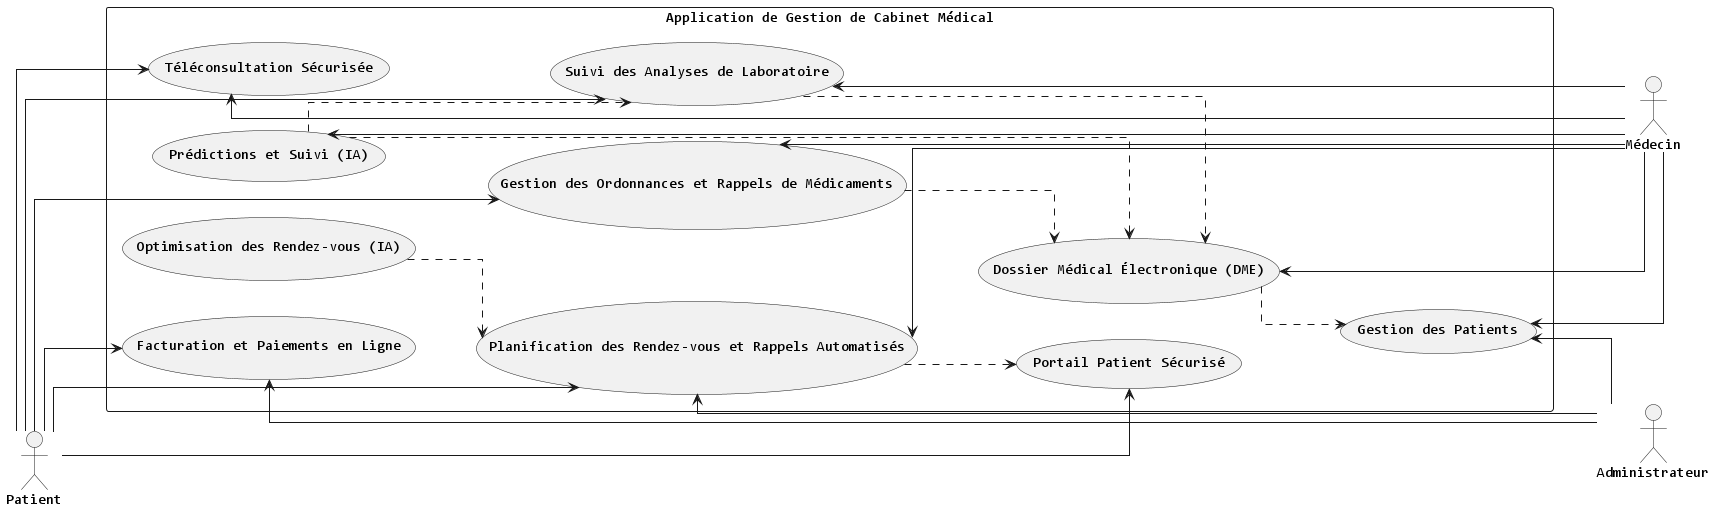 Application de Gestion de Cabinet Médical
Téléconsultation Sécurisée
Suivi des Analyses de Laboratoire
Médecin
Prédictions et Suivi (IA)
Gestion des Ordonnances et Rappels de Médicaments
Optimisation des Rendez-vous (IA)
Dossier Médical Électronique (DME)
Gestion des Patients
Facturation et Paiements en Ligne
Planification des Rendez-vous et Rappels Automatisés
Portail Patient Sécurisé
Administrateur
Patient